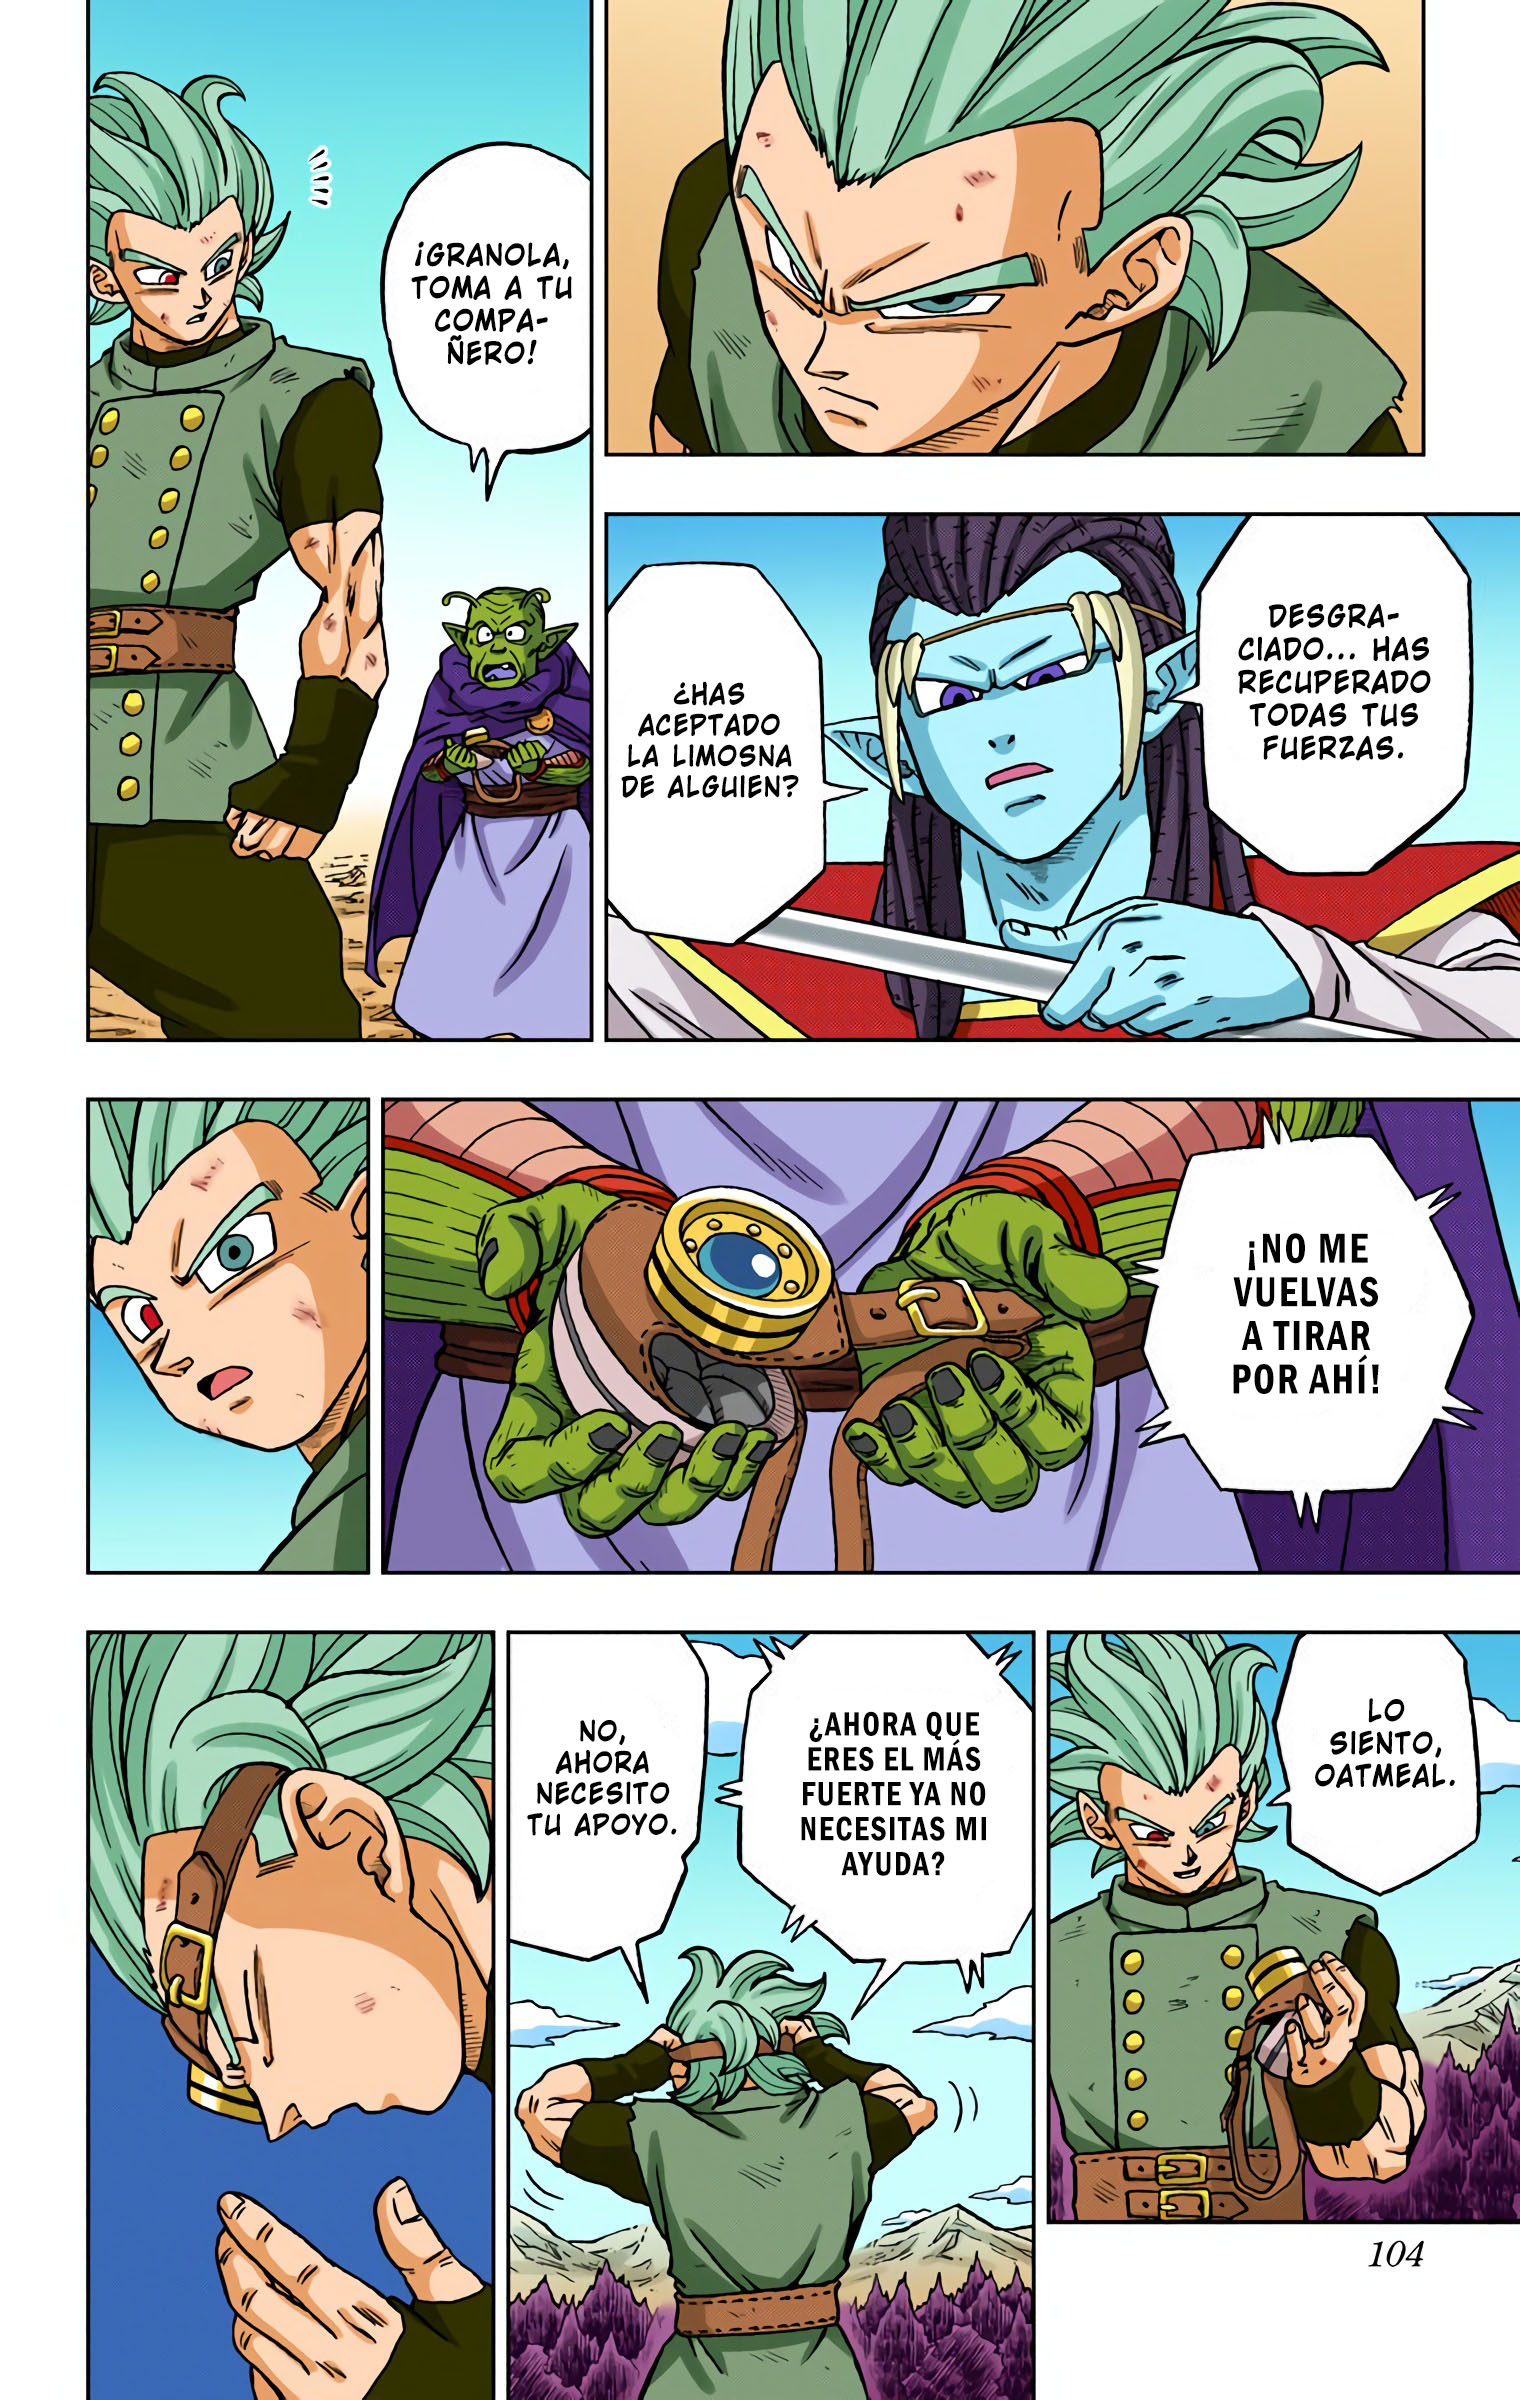 DESGRA-
CIADO... HAS
RECUPERADO
TODAS TUS
FUERZAS.
¿HAS
ACEPTADO
LA LIMOSNA
DE ALGUIEN?
¡GRANOLA,
TOMA A TU
COMPA-
ÑERO!
¡NO ME
VUELVAS
A TIRAR
POR AHÍ!
LO
SIENTO,
OATMEAL.
¿AHORA QUE
ERES EL MÁS
FUERTE YA NO
NECESITAS MI
AYUDA?
NO,
AHORA
NECESITO
TU APOYO.
104